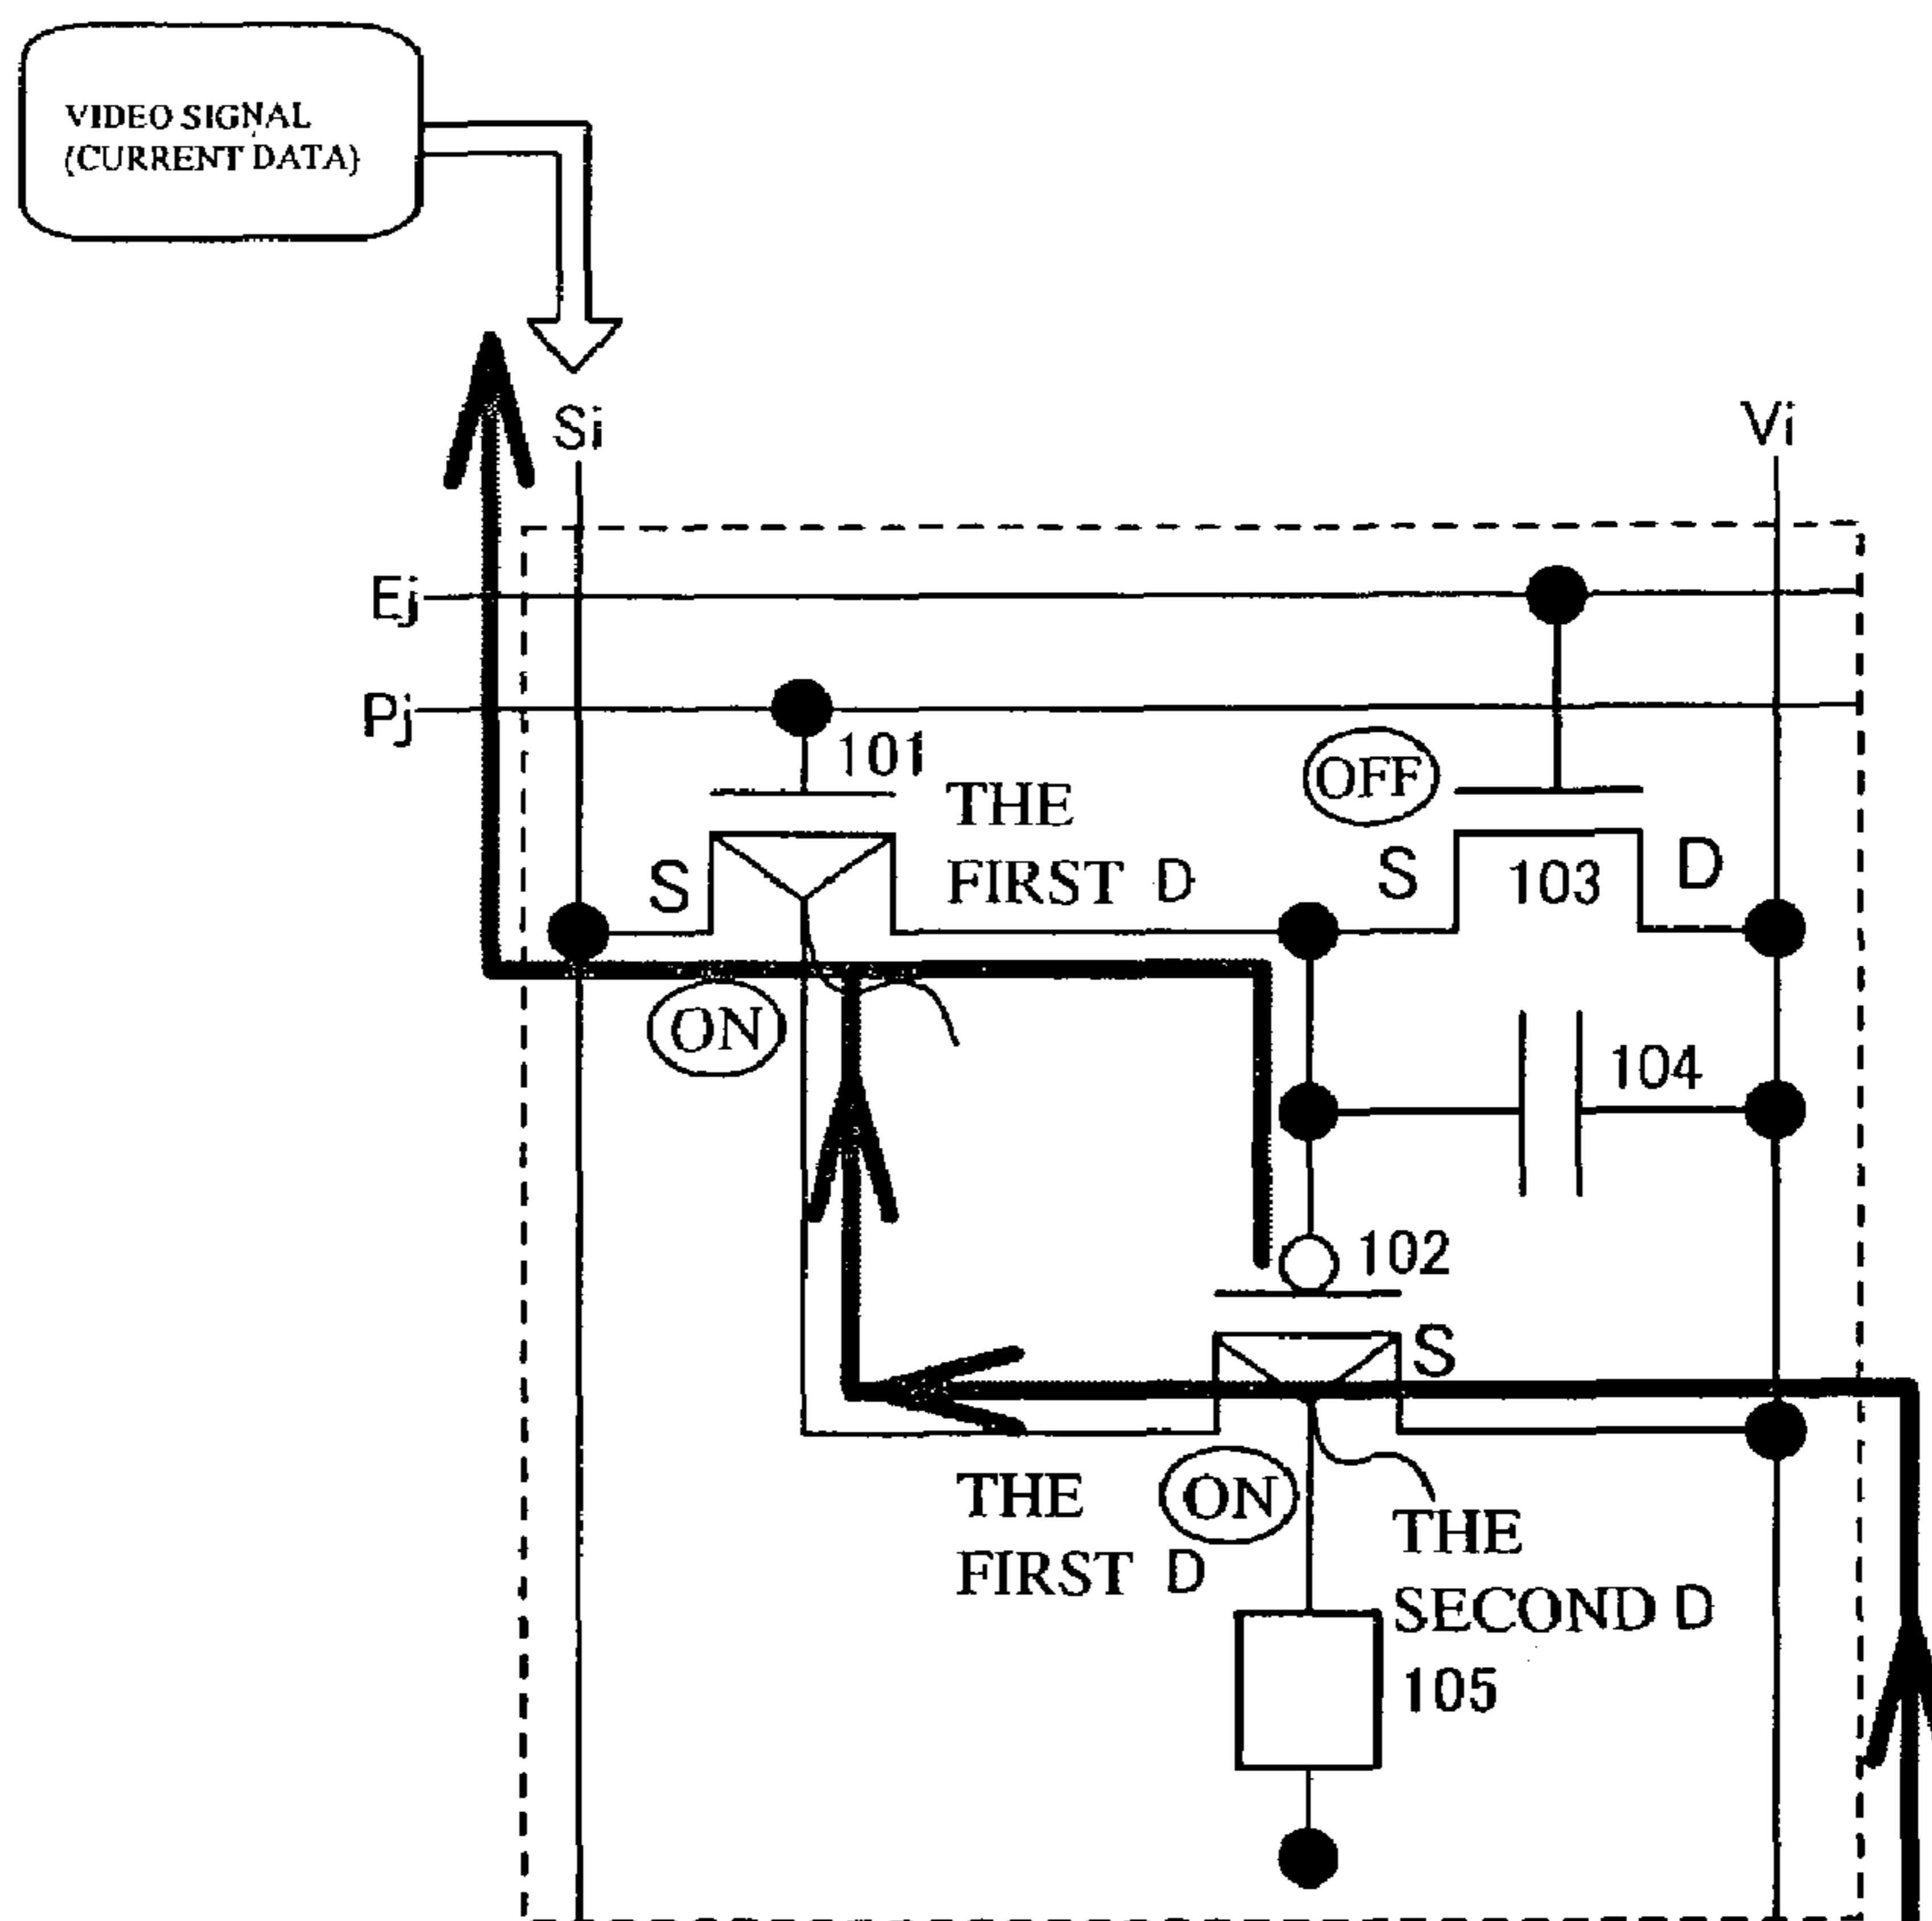 VIDEO SIGNAL
(CURRENT DATA)
Si
Vi
Ej
Pj
101
THE
FIRST D
S
ON
OFF
S
103
D
104
102
S
THE
FIRST D
ON
THE
SECOND D
105